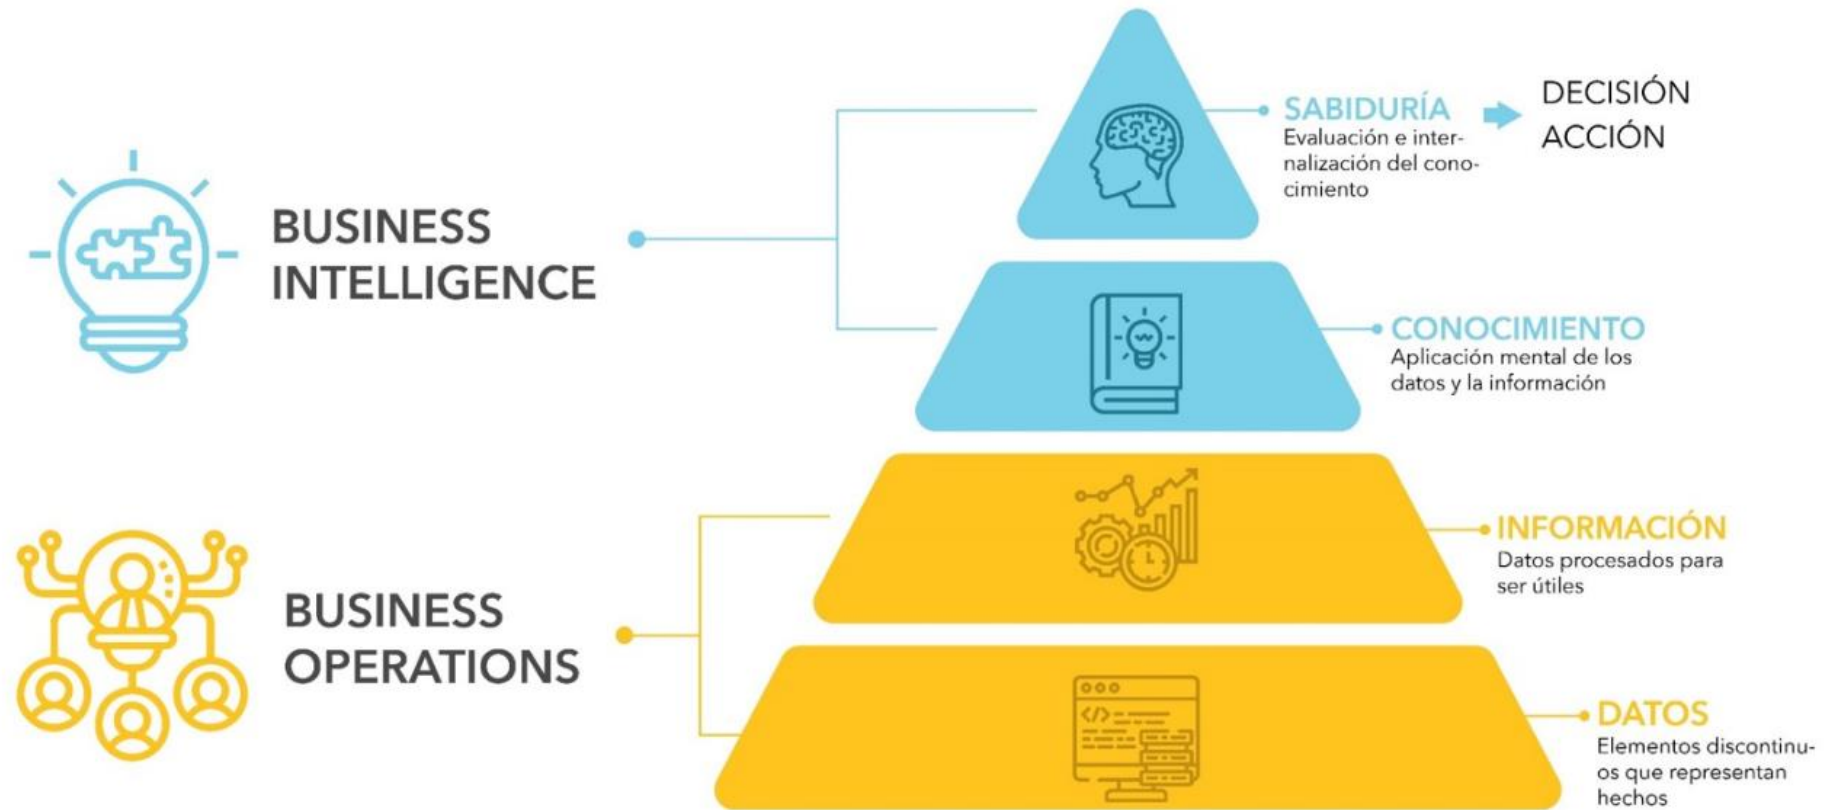 BUSINESS
INTELLIGENCE
SABIDURÍA
Evaluación e inter-
nalización del cono-
cimiento
DECISIÓN
ACCIÓN
CONOCIMIENTO
Aplicación mental de los
datos y la información
BUSINESS
OPERATIONS
INFORMACIÓN
Datos procesados para
ser útiles
DATOS
Elementos discontinu-
os que representan
hechos